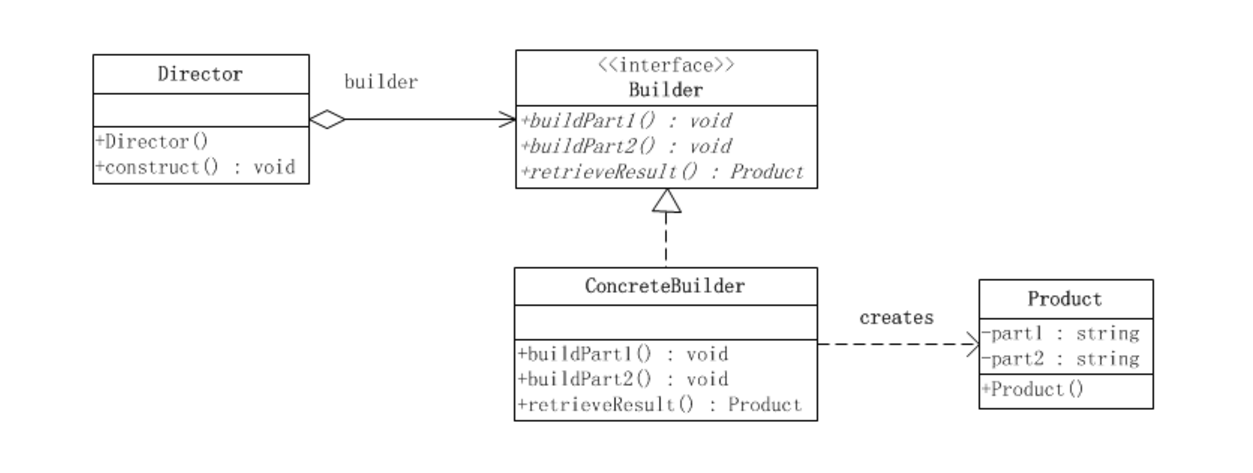 Director
+Director()
+construct() : void
builder
<<interface>>
Builder
+buildPart1() : void
+buildPart2() : void
+retrieveResult() : Product
ConcreteBuilder
+buildPart1() : void
+buildPart2() : void
+retrieveResult() : Product
creates
Product
-part1 : string
-part2 : string
+Product()